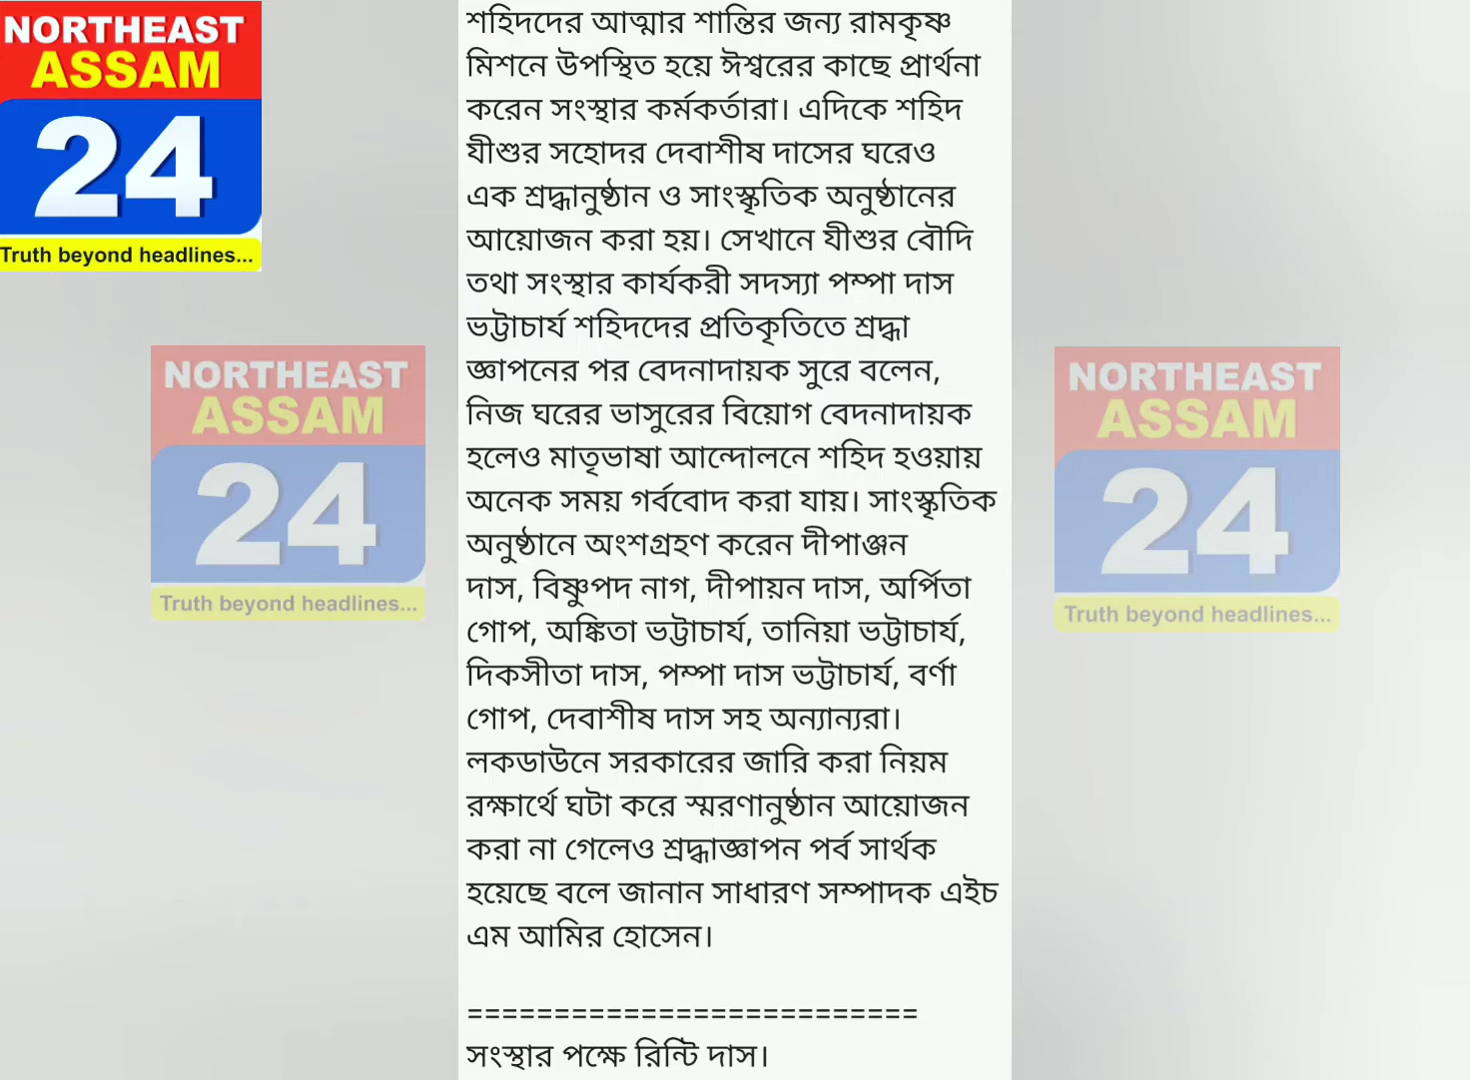 NORTHEAST
ASSAM
24
Truth beyond headlines...
শহিদদের আত্মার শান্তির জন্য রামকৃষ্ণ
মিশনে উপস্থিত হয়ে ঈশ্বরের কাছে প্রার্থনা
করেন সংস্থার কর্মকর্তারা। এদিকে শহিদ
যীশুর সহোদর দেবাশীষ দাসের ঘরেও
এক শ্রদ্ধানুষ্ঠান ও সাংস্কৃতিক অনুষ্ঠানের
আয়োজন করা হয়। সেখানে যীশুর বৌদি
তথা সংস্থার কার্যকরী সদস্যা পম্পা দাস
ভট্টাচার্য শহিদদের প্রতিকৃতিতে শ্রদ্ধা
জ্ঞাপনের পর বেদনাদায়ক সুরে বলেন,
নিজ ঘরের ভাসুরের বিয়োগ বেদনাদায়ক
হলেও মাতৃভাষা আন্দোলনে শহিদ হওয়ায়
অনেক সময় গর্ববোদ করা যায়। সাংস্কৃতিক
অনুষ্ঠানে অংশগ্রহণ করেন দীপাঞ্জন
দাস, বিষ্ণুপদ নাগ, দীপায়ন দাস, অর্পিতা
গোপ, অঙ্কিতা ভট্টাচার্য, তানিয়া ভট্টাচার্য,
দিকসীতা দাস, পম্পা দাস ভট্টাচার্য, বর্ণা
গোপ, দেবাশীষ দাস সহ অন্যান্যরা।
লকডাউনে সরকারের জারি করা নিয়ম
রক্ষার্থে ঘটা করে স্মরণানুষ্ঠান আয়োজন
করা না গেলেও শ্রদ্ধাজ্ঞাপন পর্ব সার্থক
হয়েছে বলে জানান সাধারণ সম্পাদক এইচ
এম আমির হোসেন।
==========================
সংস্থার পক্ষে রিন্টি দাস।
NORTHEAST
ASSAM
24
Truth beyond headlines...
NORTHEAST
ASSAM
24
Truth beyond headlines...